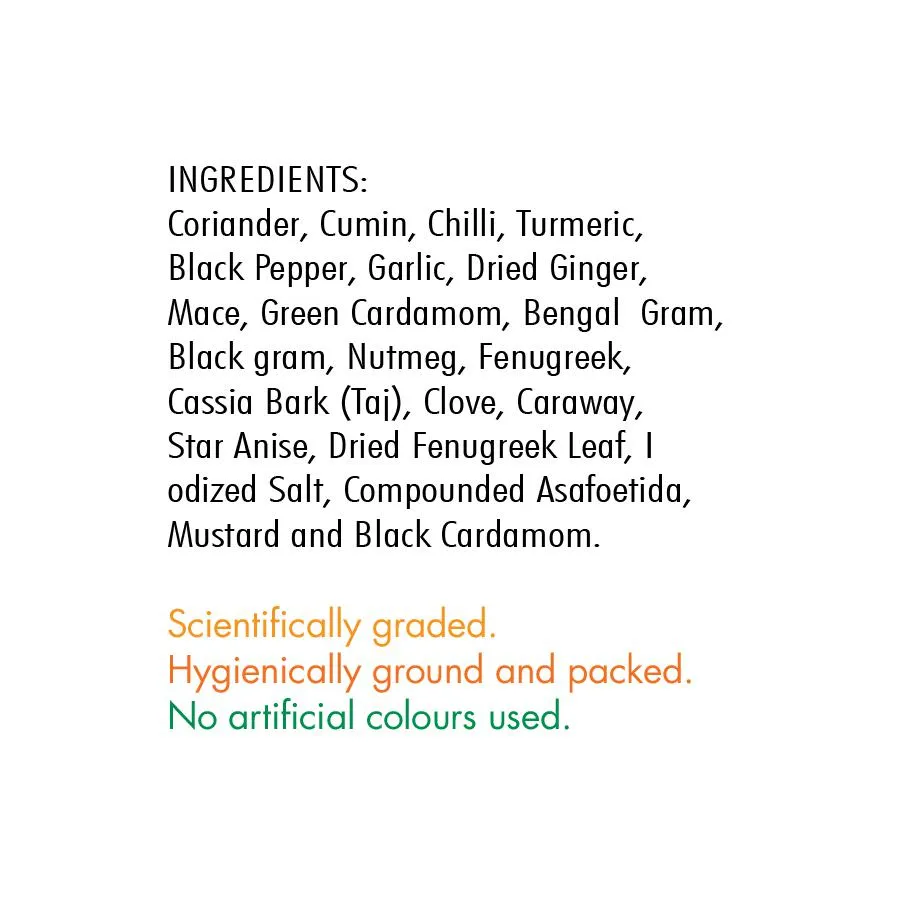 INGREDIENTS:
Coriander, Cumin, Chilli, Turmeric,
Black Pepper, Garlic, Dried Ginger,
Mace, Green Cardamom, Bengal  Gram,
Black gram, Nutmeg, Fenugreek,
Cassia Bark (Taj), Clove, Caraway,
Star Anise, Dried Fenugreek Leaf, I
odized Salt, Compounded Asafoetida,
Mustard and Black Cardamom.
Scientifically graded.
Hygienically ground and packed.
No artificial colours used.